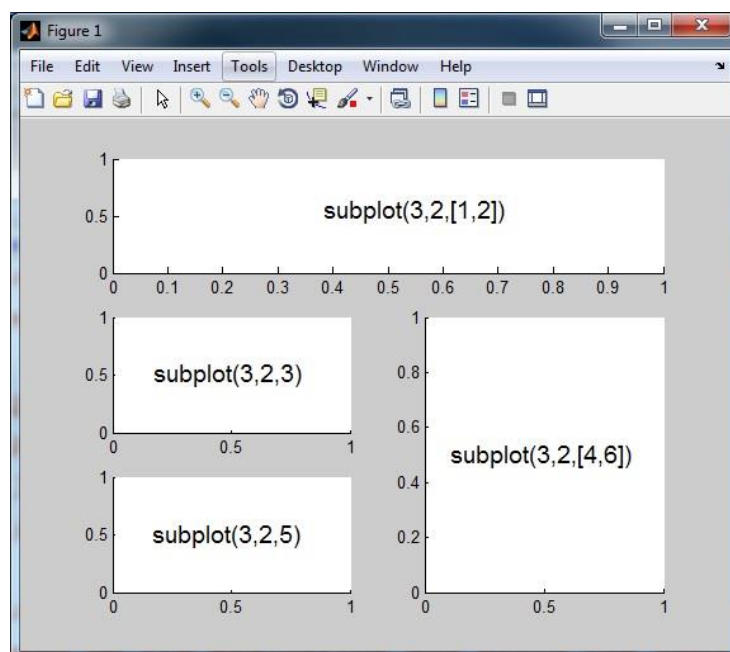 Figure 1
File Edit View Insert Tools Desktop Window Help
1
0.5
0
subplot(3,2,[1,2])
0 0.1 0.2 0.3 0.4 0.5 0.6 0.7 0.8 0.9 1
1
0.5
0
subplot(3,2,3)
0 0.5 1
1
0.5
0
subplot(3,2,5)
0 0.5 1
1
0.8
0.6
0.4
0.2
0
subplot(3,2,[4,6])
0 0.5 1